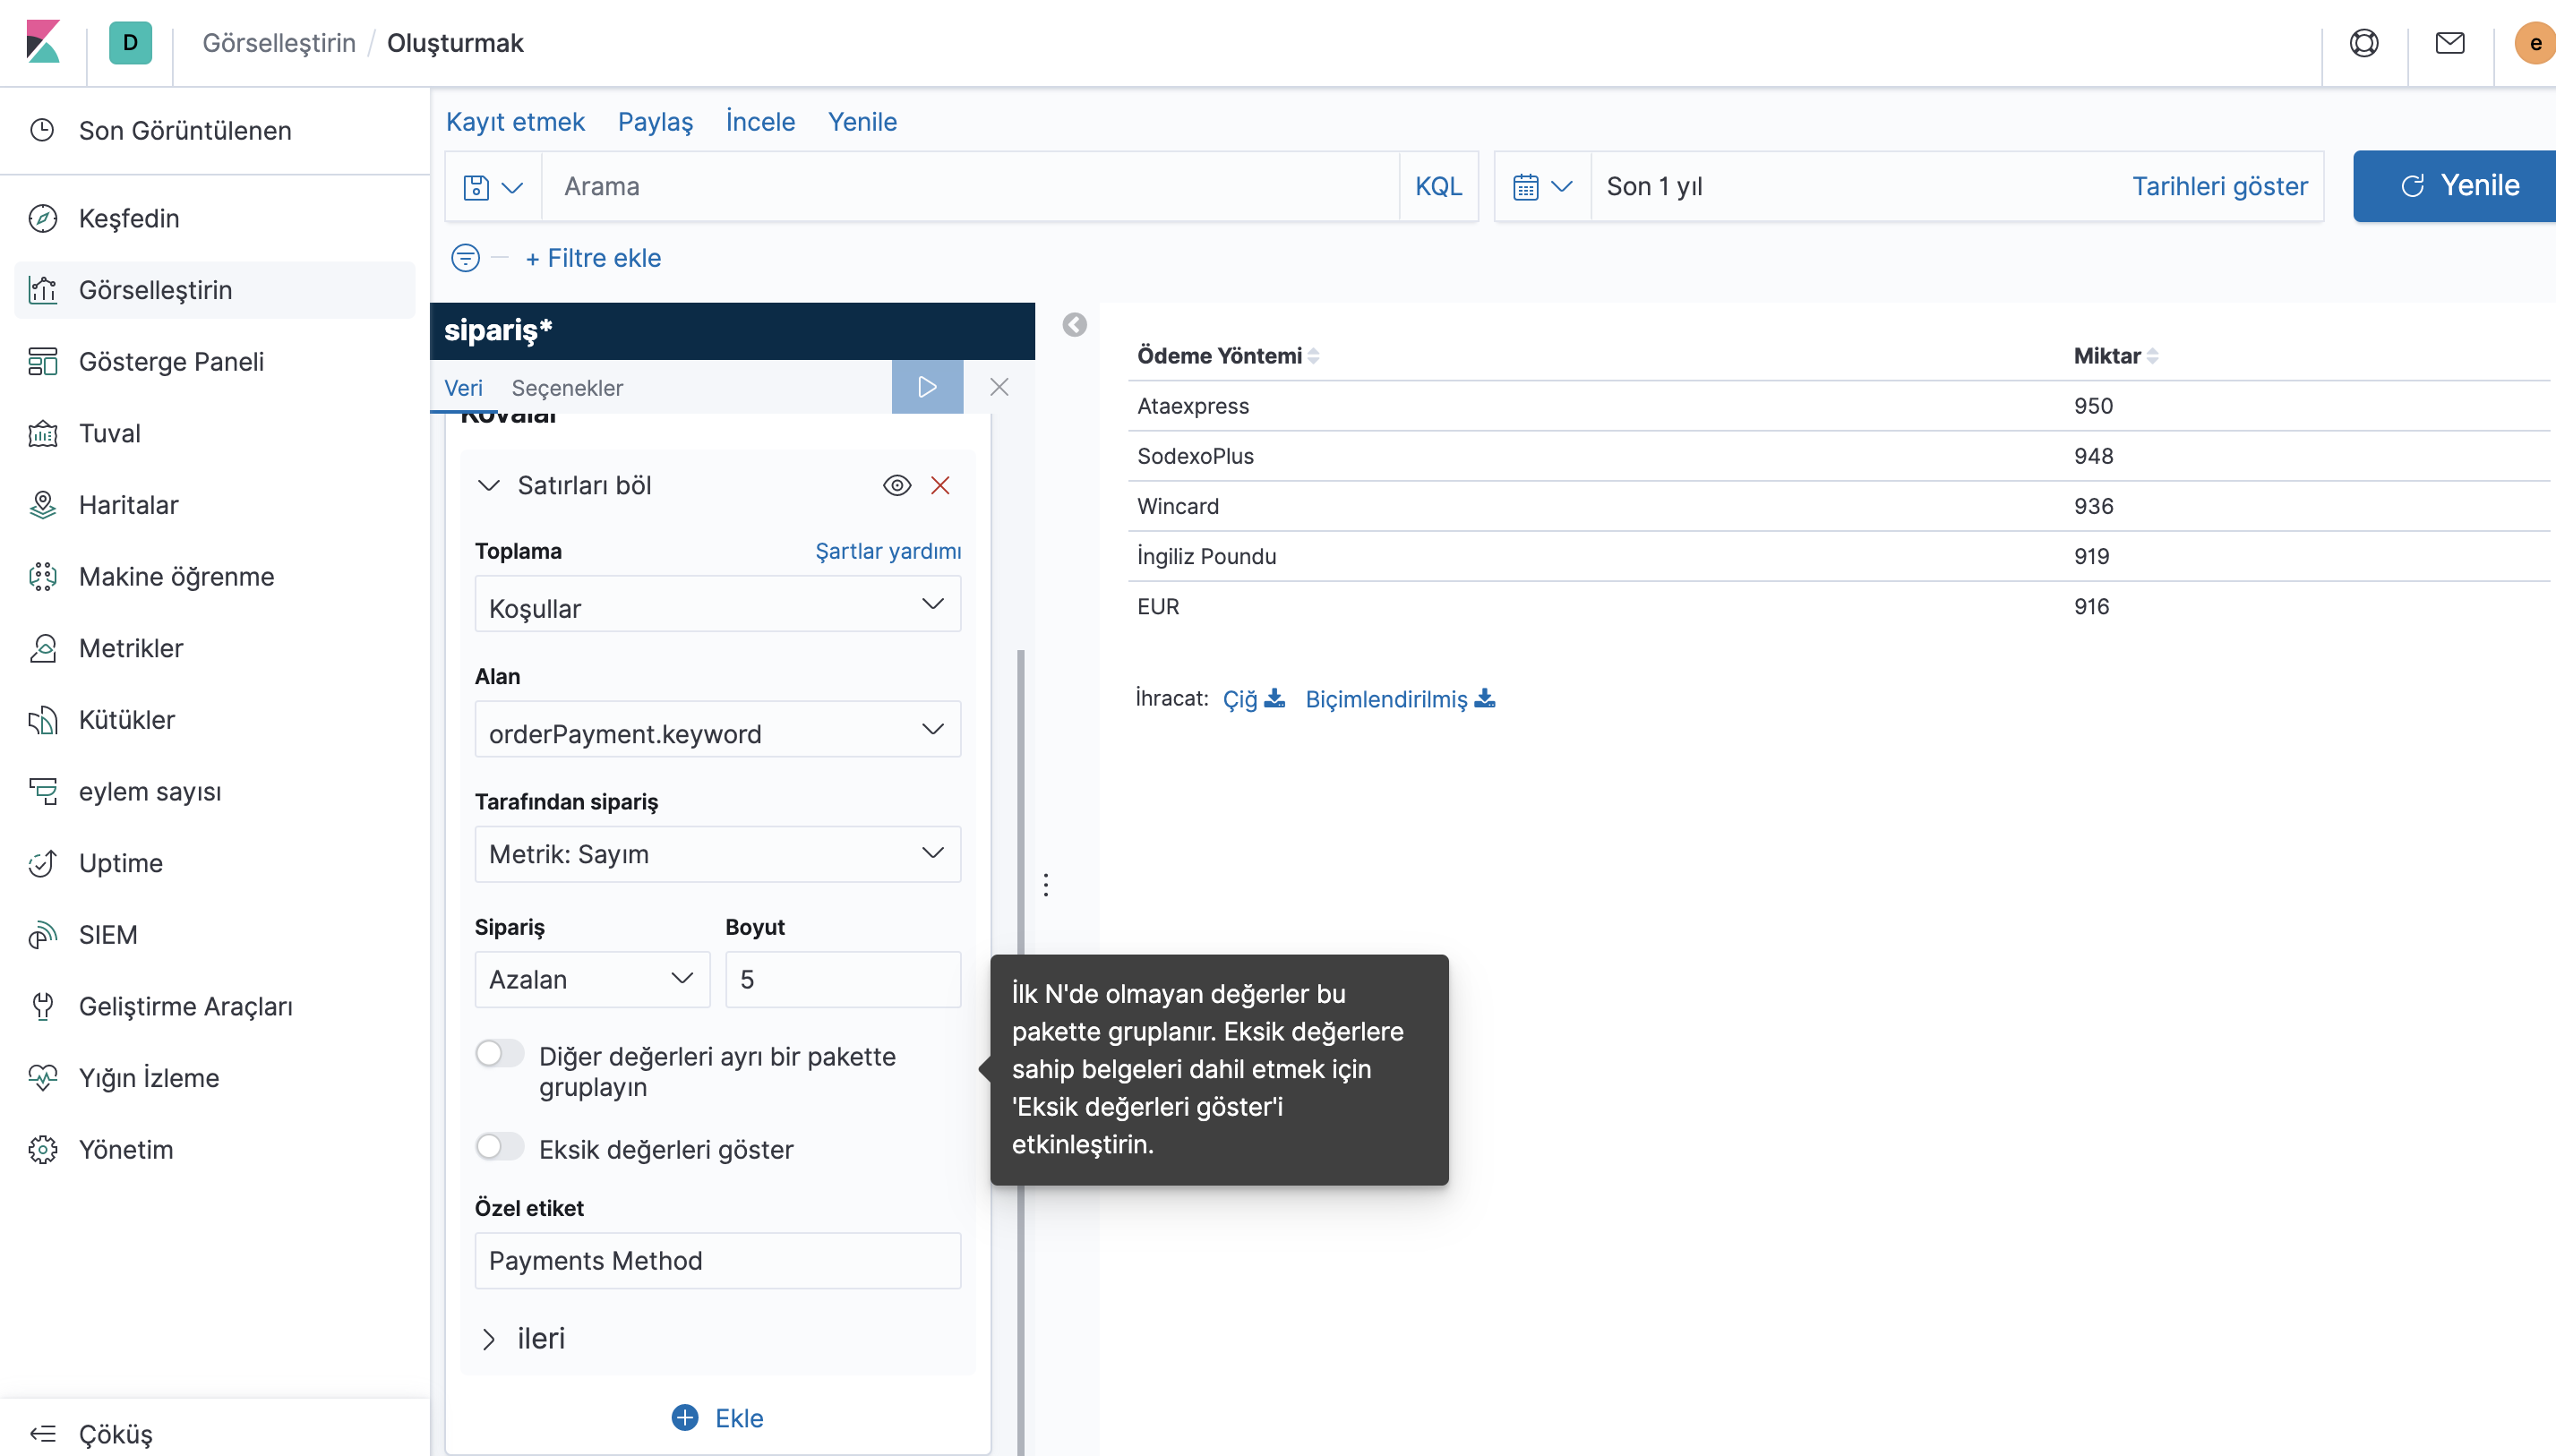 D
Görselleştirin / Oluşturmak
e
Son Görüntülenen
Keşfedin
Görselleştirin
Gösterge Paneli
Tuval
Haritalar
Makine öğrenme
Metrikler
Kütükler
eylem sayısı
Uptime
SIEM
Geliştirme Araçları
Yığın İzleme
Yönetim
Çöküş
Kayıt etmek Paylaş İncele Yenile
Arama KQL
Son 1 yıl Tarihleri göster
Yenile
+ Filtre ekle
sipariş*
Veri Seçenekler
Kovalar
Satırları böl
Toplama Şartlar yardımı
Koşullar
Alan
orderPayment.keyword
Tarafından sipariş
Metrik: Sayım
Sipariş Boyut
Azalan 5
Diğer değerleri ayrı bir pakette
gruplayın
Eksik değerleri göster
Özel etiket
Payments Method
ileri
Ekle
İlk N'de olmayan değerler bu
pakette gruplanır. Eksik değerlere
sahip belgeleri dahil etmek için
'Eksik değerleri göster'i
etkinleştirin.
Ödeme Yöntemi Miktar
Ataexpress 950
SodexoPlus 948
Wincard 936
İngiliz Poundu 919
EUR 916
İhracat: Çiğ Biçimlendirilmiş